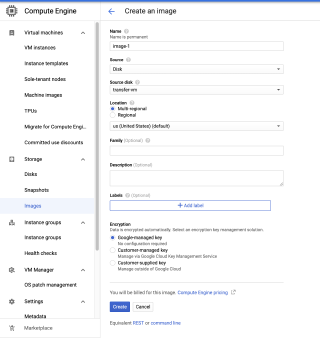 Compute Engine
Create an image
Virtual machines
VM instances
Instance templates
Sole-tenant nodes
Machine images
TPUs
Migrate for Compute Engi...
Committed use discounts
Storage
Disks
Snapshots
Images
Instance groups
Instance groups
Health checks
VM Manager
OS patch management
Settings
Metadata
Marketplace
Name
Name is permanent
image-1
Source
Disk
Source disk
transfer-vm
Location
Multi-regional
Regional
us (United States) (default)
Family (Optional)
Description (Optional)
Labels (Optional)
+ Add label
Encryption
Data is encrypted automatically. Select an encryption key management solution.
Google-managed key
No configuration required
Customer-managed key
Manage via Google Cloud Key Management Service
Customer-supplied key
Manage outside of Google Cloud
You will be billed for this image. Compute Engine pricing
Create
Cancel
Equivalent REST or command line